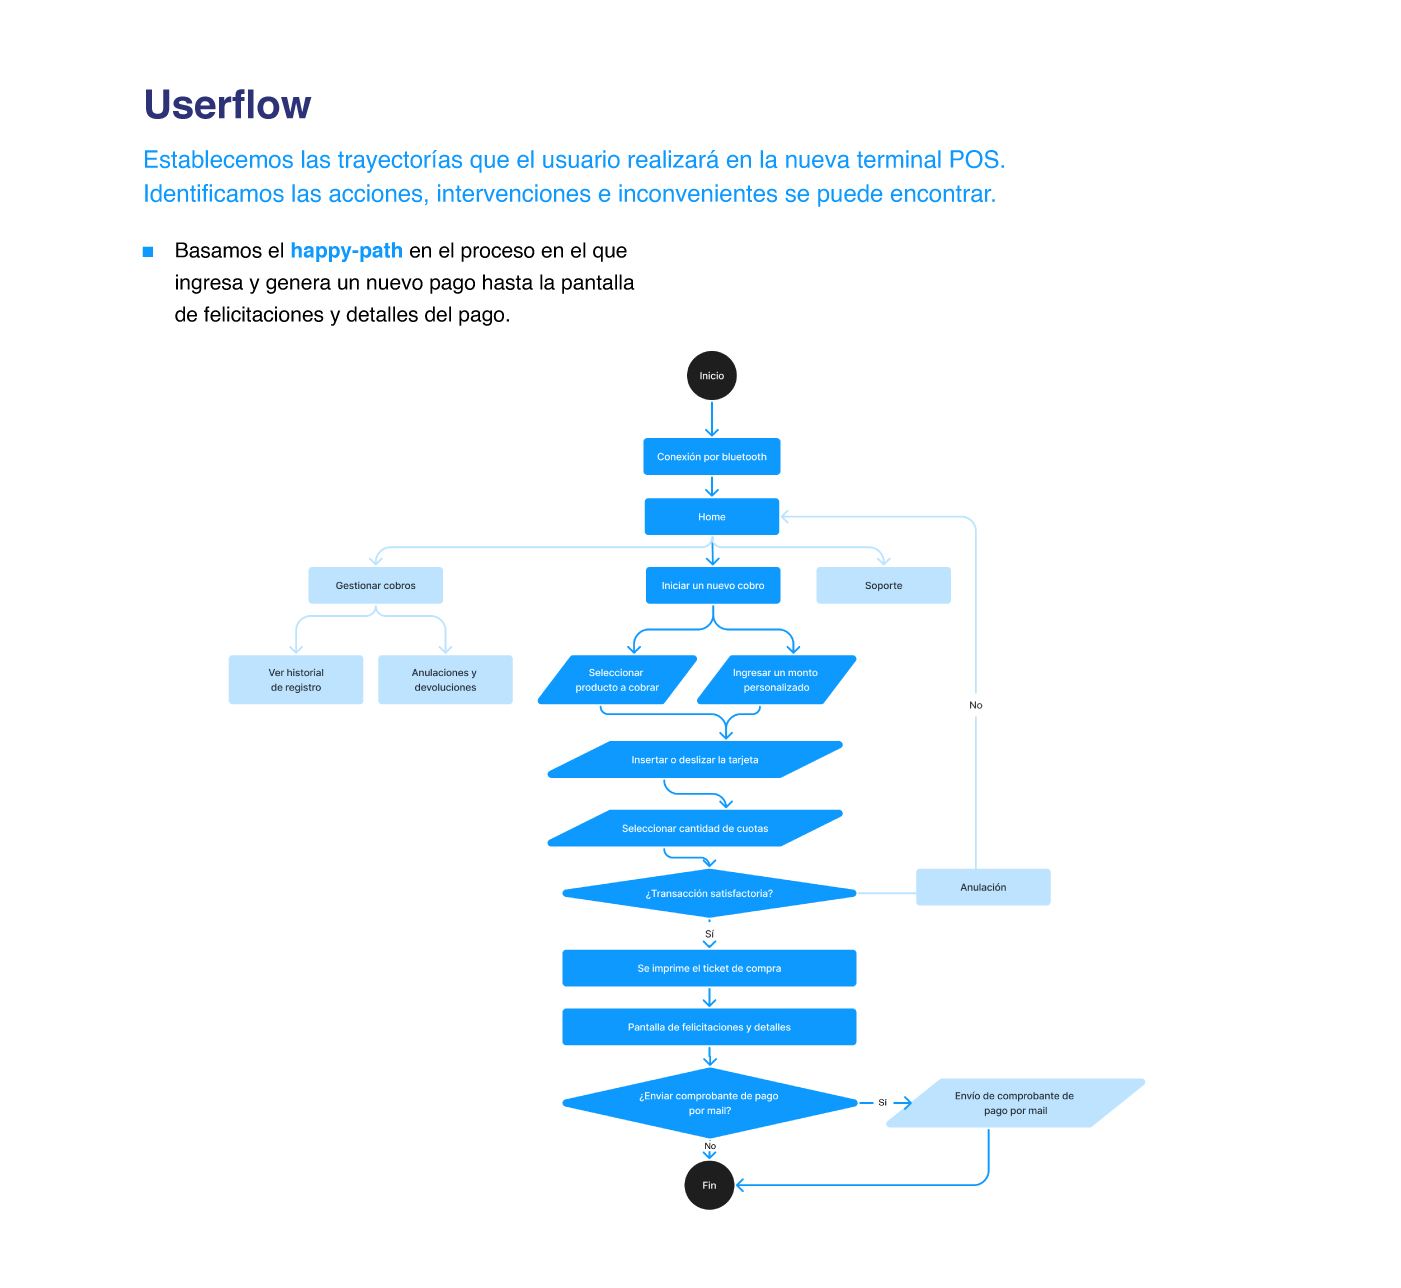 Userflow
Establecemos las trayectorías que el usuario realizará en la nueva terminal POS.
Identificamos las acciones, intervenciones e inconvenientes se puede encontrar.
Basamos el happy-path en el proceso en el que
ingresa y genera un nuevo pago hasta la pantalla
de felicitaciones y detalles del pago.
Inicio
Conexión por bluetooth
Home
Gestionar cobros
Iniciar un nuevo cobro
Soporte
Ver historial
de registro
Anulaciones y
devoluciones
Seleccionar
producto a cobrar
Ingresar un monto
personalizado
No
Insertar o deslizar la tarjeta
Seleccionar cantidad de cuotas
¿Transacción satisfactoria?
Anulación
Sí
Se imprime el ticket de compra
Pantalla de felicitaciones y detalles
¿Enviar comprobante de pago
por mail?
Sí
Envío de comprobante de
pago por mail
No
Fin